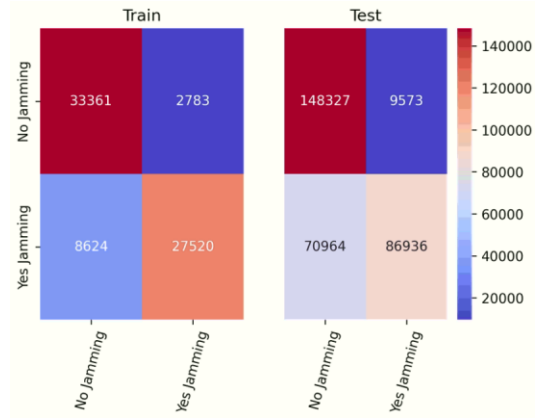 Train Test
No Jamming 33361 2783 148327 9573
Yes Jamming 8624 27520 70964 86936
140000
120000
100000
80000
60000
40000
20000
No Jamming Yes Jamming No Jamming Yes Jamming